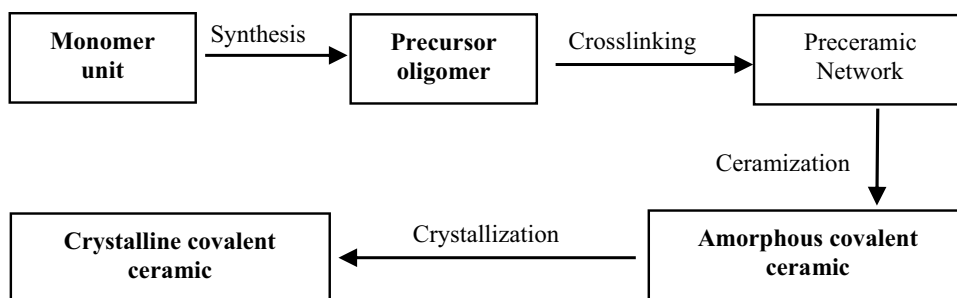 Monomer
unit
Synthesis
Precursor
oligomer
Crosslinking
Preceramic
Network
Ceramization
Amorphous covalent
ceramic
Crystallization
Crystalline covalent
ceramic